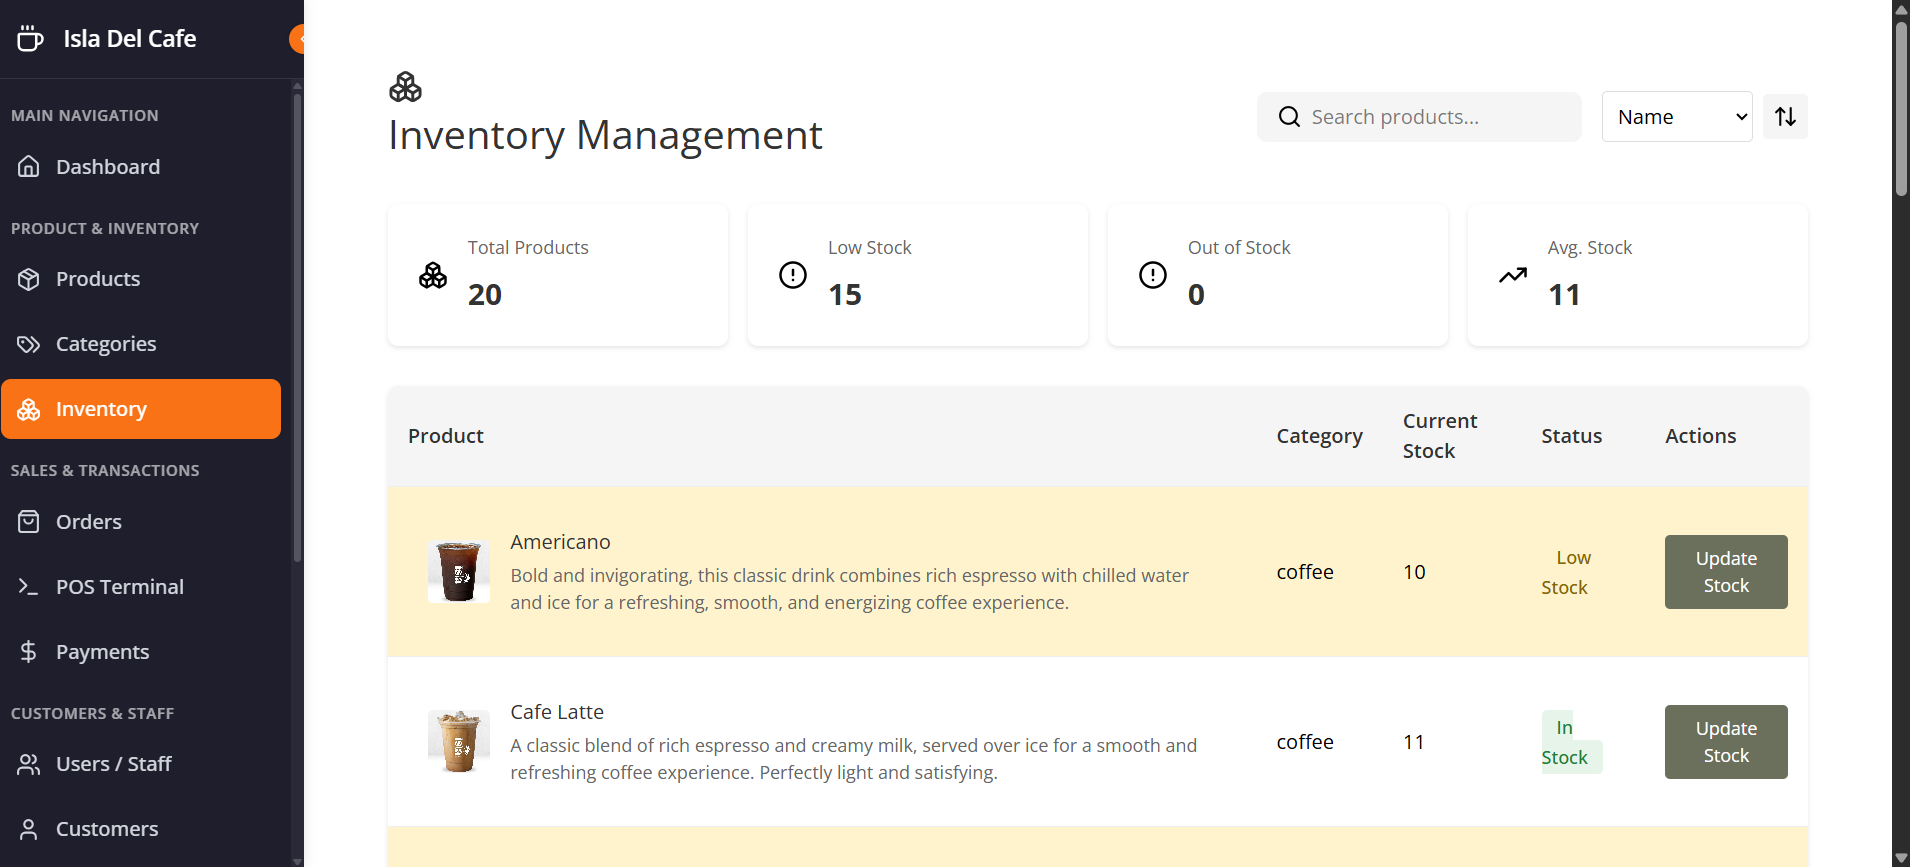 Isla Del Cafe
MAIN NAVIGATION
Dashboard
PRODUCT & INVENTORY
Products
Categories
Inventory
SALES & TRANSACTIONS
Orders
POS Terminal
Payments
CUSTOMERS & STAFF
Users / Staff
Customers
Inventory Management
Search products...
Name
Total Products
20
Low Stock
15
Out of Stock
0
Avg. Stock
11
Product
Category
Current
Stock
Status
Actions
Americano
Bold and invigorating, this classic drink combines rich espresso with chilled water
and ice for a refreshing, smooth, and energizing coffee experience.
coffee
10
Low
Stock
Update
Stock
Cafe Latte
A classic blend of rich espresso and creamy milk, served over ice for a smooth and
refreshing coffee experience. Perfectly light and satisfying.
coffee
11
In
Stock
Update
Stock